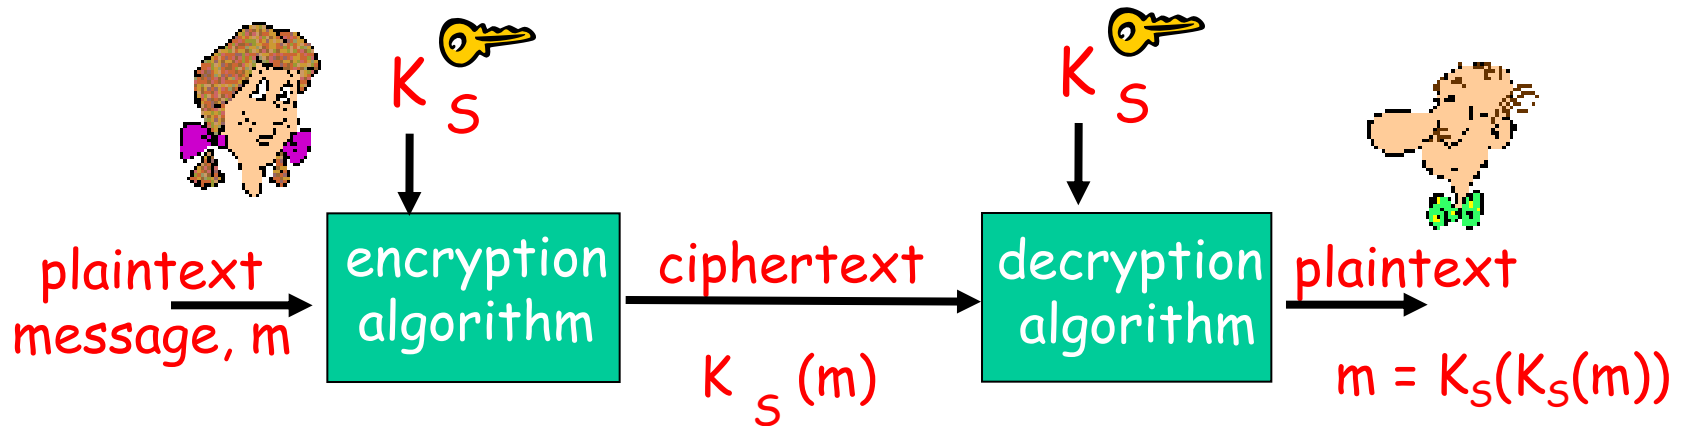 K S
K S
plaintext
message, m
encryption
algorithm
ciphertext
K S (m)
decryption
algorithm
plaintext
m = KS(KS(m))